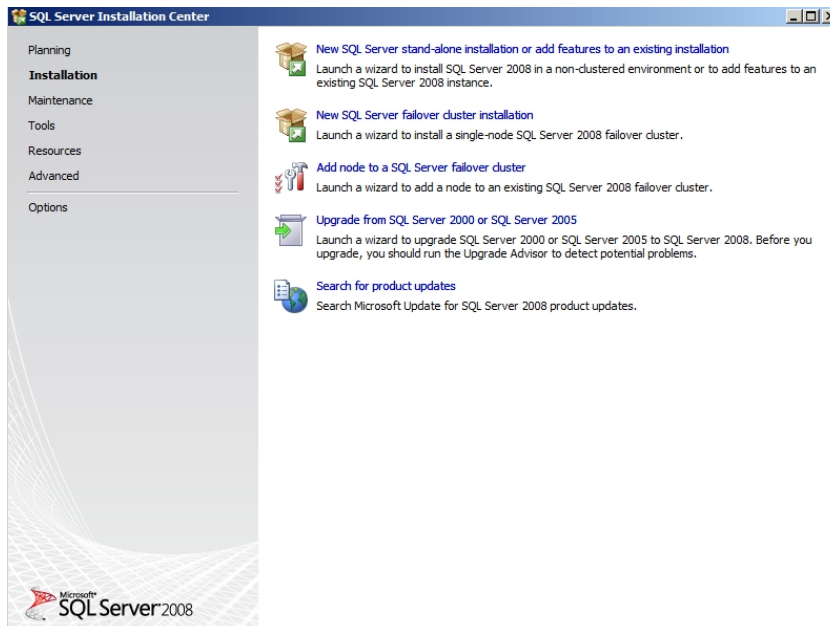 SQL Server Installation Center
Planning
Installation
Maintenance
Tools
Resources
Advanced
Options
New SQL Server stand-alone installation or add features to an existing installation
Launch a wizard to install SQL Server 2008 in a non-clustered environment or to add features to an
existing SQL Server 2008 instance.
New SQL Server failover cluster installation
Launch a wizard to install a single-node SQL Server 2008 failover cluster.
Add node to a SQL Server failover cluster
Launch a wizard to add a node to an existing SQL Server 2008 failover cluster.
Upgrade from SQL Server 2000 or SQL Server 2005
Launch a wizard to upgrade SQL Server 2000 or SQL Server 2005 to SQL Server 2008. Before you
upgrade, you should run the Upgrade Advisor to detect potential problems.
Search for product updates
Search Microsoft Update for SQL Server 2008 product updates.
Microsoft®
SQL Server 2008